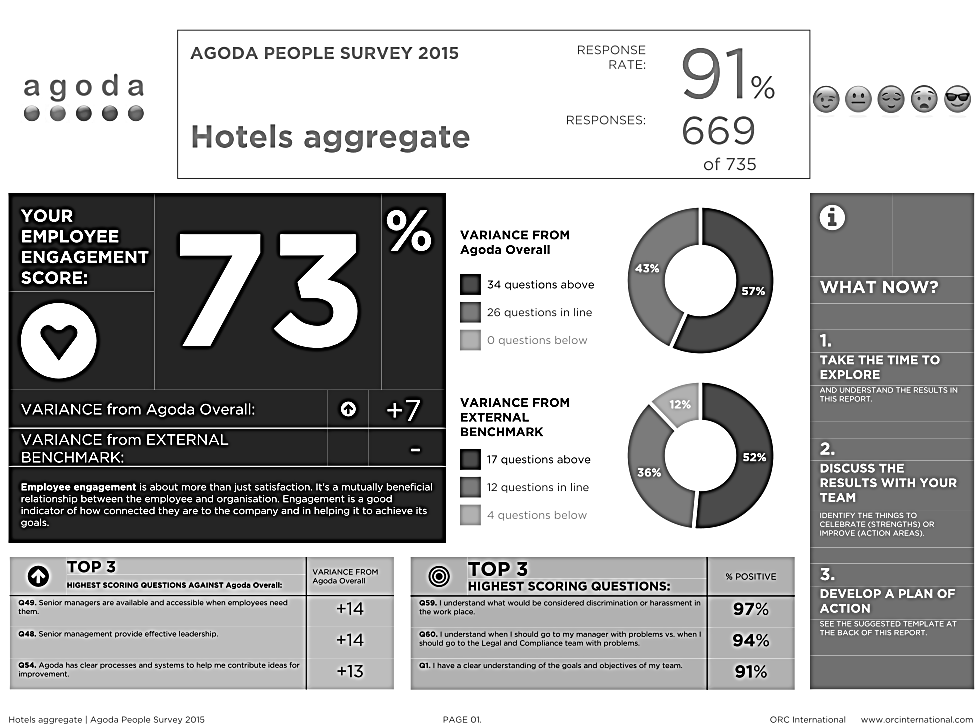 agoda
AGODA PEOPLE SURVEY 2015
Hotels aggregate
RESPONSE
RATE:
91%
RESPONSES:
669
of 735
YOUR
EMPLOYEE
ENGAGEMENT
SCORE:
73%
VARIANCE from Agoda Overall:
+7
VARIANCE from EXTERNAL
BENCHMARK:
-
Employee engagement is about more than just satisfaction. It's a mutually beneficial
relationship between the employee and organisation. Engagement is a good
indicator of how connected they are to the company and in helping it to achieve its
goals.
VARIANCE FROM
Agoda Overall
34 questions above
26 questions in line
0 questions below
43%
57%
VARIANCE FROM
EXTERNAL
BENCHMARK
17 questions above
12 questions in line
4 questions below
12%
52%
36%
WHAT NOW?
1.
TAKE THE TIME TO
EXPLORE
AND UNDERSTAND THE RESULTS IN
THIS REPORT.
2.
DISCUSS THE
RESULTS WITH YOUR
TEAM
IDENTIFY THE THINGS TO
CELEBRATE (STRENGTHS) OR
IMPROVE (ACTION AREAS).
3.
DEVELOP A PLAN OF
ACTION
SEE THE SUGGESTED TEMPLATE AT
THE BACK OF THIS REPORT.
TOP 3
HIGHEST SCORING QUESTIONS AGAINST Agoda Overall:
VARIANCE FROM
Agoda Overall
Q49. Senior managers are available and accessible when employees need
them.
+14
Q48. Senior management provide effective leadership.
+14
Q54. Agoda has clear processes and systems to help me contribute ideas for
improvement.
+13
TOP 3
HIGHEST SCORING QUESTIONS:
% POSITIVE
Q59. I understand what would be considered discrimination or harassment in
the work place.
97%
Q60. I understand when I should go to my manager with problems vs. when I
should go to the Legal and Compliance team with problems.
94%
Q1. I have a clear understanding of the goals and objectives of my team.
91%
Hotels aggregate | Agoda People Survey 2015
PAGE 01.
ORC International
www.orcinternational.com